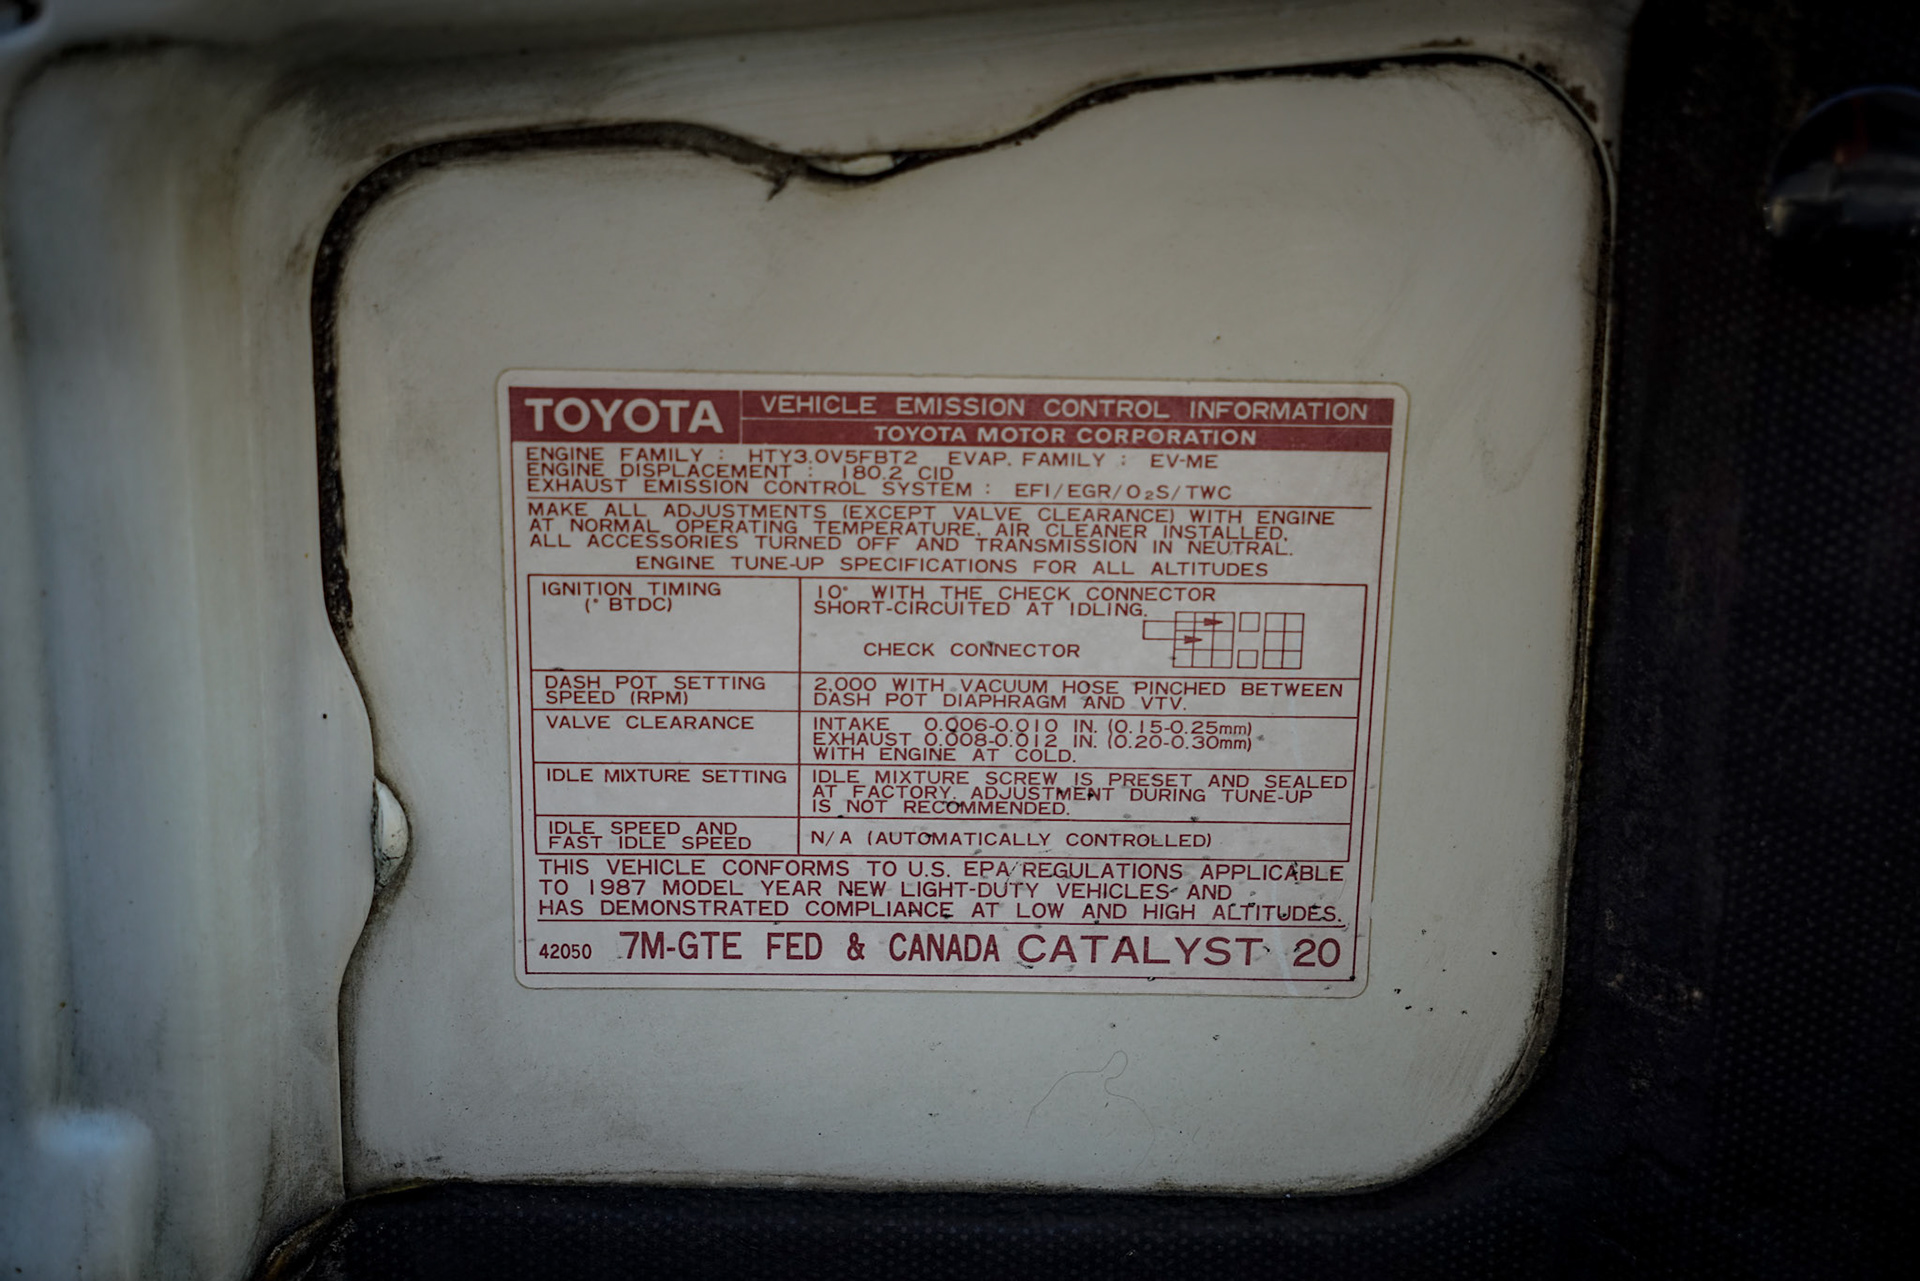 TOYOTA VEHICLE EMISSION CONTROL INFORMATION
TOYOTA MOTOR CORPORATION
ENGINE FAMILY : HTY3.0V5FBT2 EVAP. FAMILY : EV-ME
ENGINE DISPLACEMENT : 180.2 CID
EXHAUST EMISSION CONTROL SYSTEM : EFI/EGR/O₂S/TWC
MAKE ALL ADJUSTMENTS (EXCEPT VALVE CLEARANCE) WITH ENGINE
AT NORMAL OPERATING TEMPERATURE, AIR CLEANER INSTALLED,
ALL ACCESSORIES TURNED OFF AND TRANSMISSION IN NEUTRAL.
ENGINE TUNE-UP SPECIFICATIONS FOR ALL ALTITUDES
IGNITION TIMING
(° BTDC)
10° WITH THE CHECK CONNECTOR
SHORT-CIRCUITED AT IDLING.
CHECK CONNECTOR
DASH POT SETTING
SPEED (RPM)
2,000 WITH VACUUM HOSE PINCHED BETWEEN
DASH POT DIAPHRAGM AND VTV.
VALVE CLEARANCE
INTAKE 0.006-0.010 IN. (0.15-0.25mm)
EXHAUST 0.008-0.012 IN. (0.20-0.30mm)
WITH ENGINE AT COLD.
IDLE MIXTURE SETTING
IDLE MIXTURE SCREW IS PRESET AND SEALED
AT FACTORY. ADJUSTMENT DURING TUNE-UP
IS NOT RECOMMENDED.
IDLE SPEED AND
FAST IDLE SPEED
N/A (AUTOMATICALLY CONTROLLED)
THIS VEHICLE CONFORMS TO U.S. EPA REGULATIONS APPLICABLE
TO 1987 MODEL YEAR NEW LIGHT-DUTY VEHICLES AND
HAS DEMONSTRATED COMPLIANCE AT LOW AND HIGH ALTITUDES.
42050 7M-GTE FED & CANADA CATALYST 20